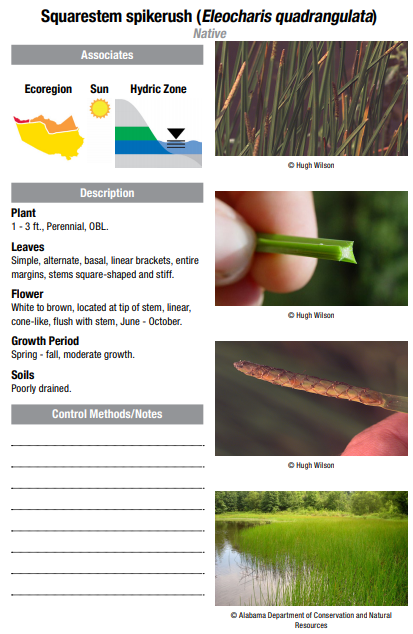 Squarestem spikerush (Eleocharis quadrangulata)
Native
Associates
Ecoregion
Sun
Hydric Zone
Description
Plant
1 - 3 ft., Perennial, OBL.
Leaves
Simple, alternate, basal, linear brackets, entire
margins, stems square-shaped and stiff.
Flower
White to brown, located at tip of stem, linear,
cone-like, flush with stem, June - October.
Growth Period
Spring - fall, moderate growth.
Soils
Poorly drained.
Control Methods/Notes
© Hugh Wilson
© Hugh Wilson
© Hugh Wilson
© Alabama Department of Conservation and Natural
Resources